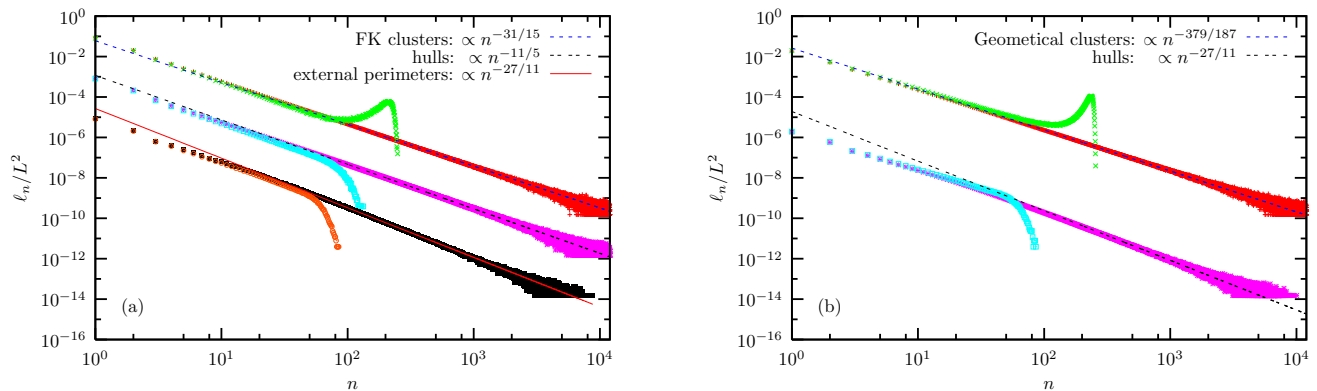 FK clusters: ∝ n^{-31/15}
hulls: ∝ n^{-11/5}
external perimeters: ∝ n^{-27/11}
10^0
10^{-2}
10^{-4}
10^{-6}
10^{-8}
10^{-10}
10^{-12}
10^{-14}
10^{-16}
ℓ_n/L^2
(a)
10^0 10^1 10^2 10^3 10^4
n
Geometical clusters: ∝ n^{-379/187}
hulls: ∝ n^{-27/11}
10^0
10^{-2}
10^{-4}
10^{-6}
10^{-8}
10^{-10}
10^{-12}
10^{-14}
10^{-16}
ℓ_n/L^2
(b)
10^0 10^1 10^2 10^3 10^4
n